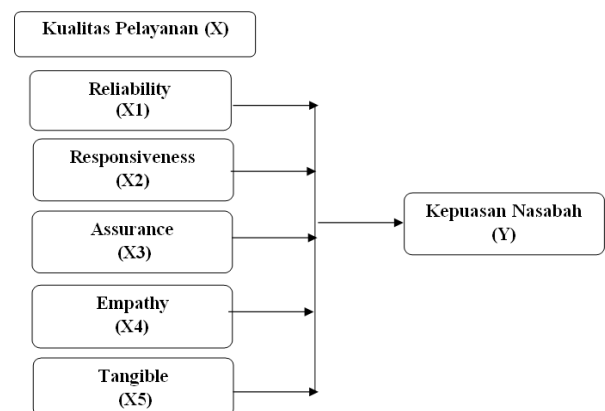 Kualitas Pelayanan (X)
Reliability
(X1)
Responsiveness
(X2)
Assurance
(X3)
Empathy
(X4)
Tangible
(X5)
Kepuasan Nasabah
(Y)